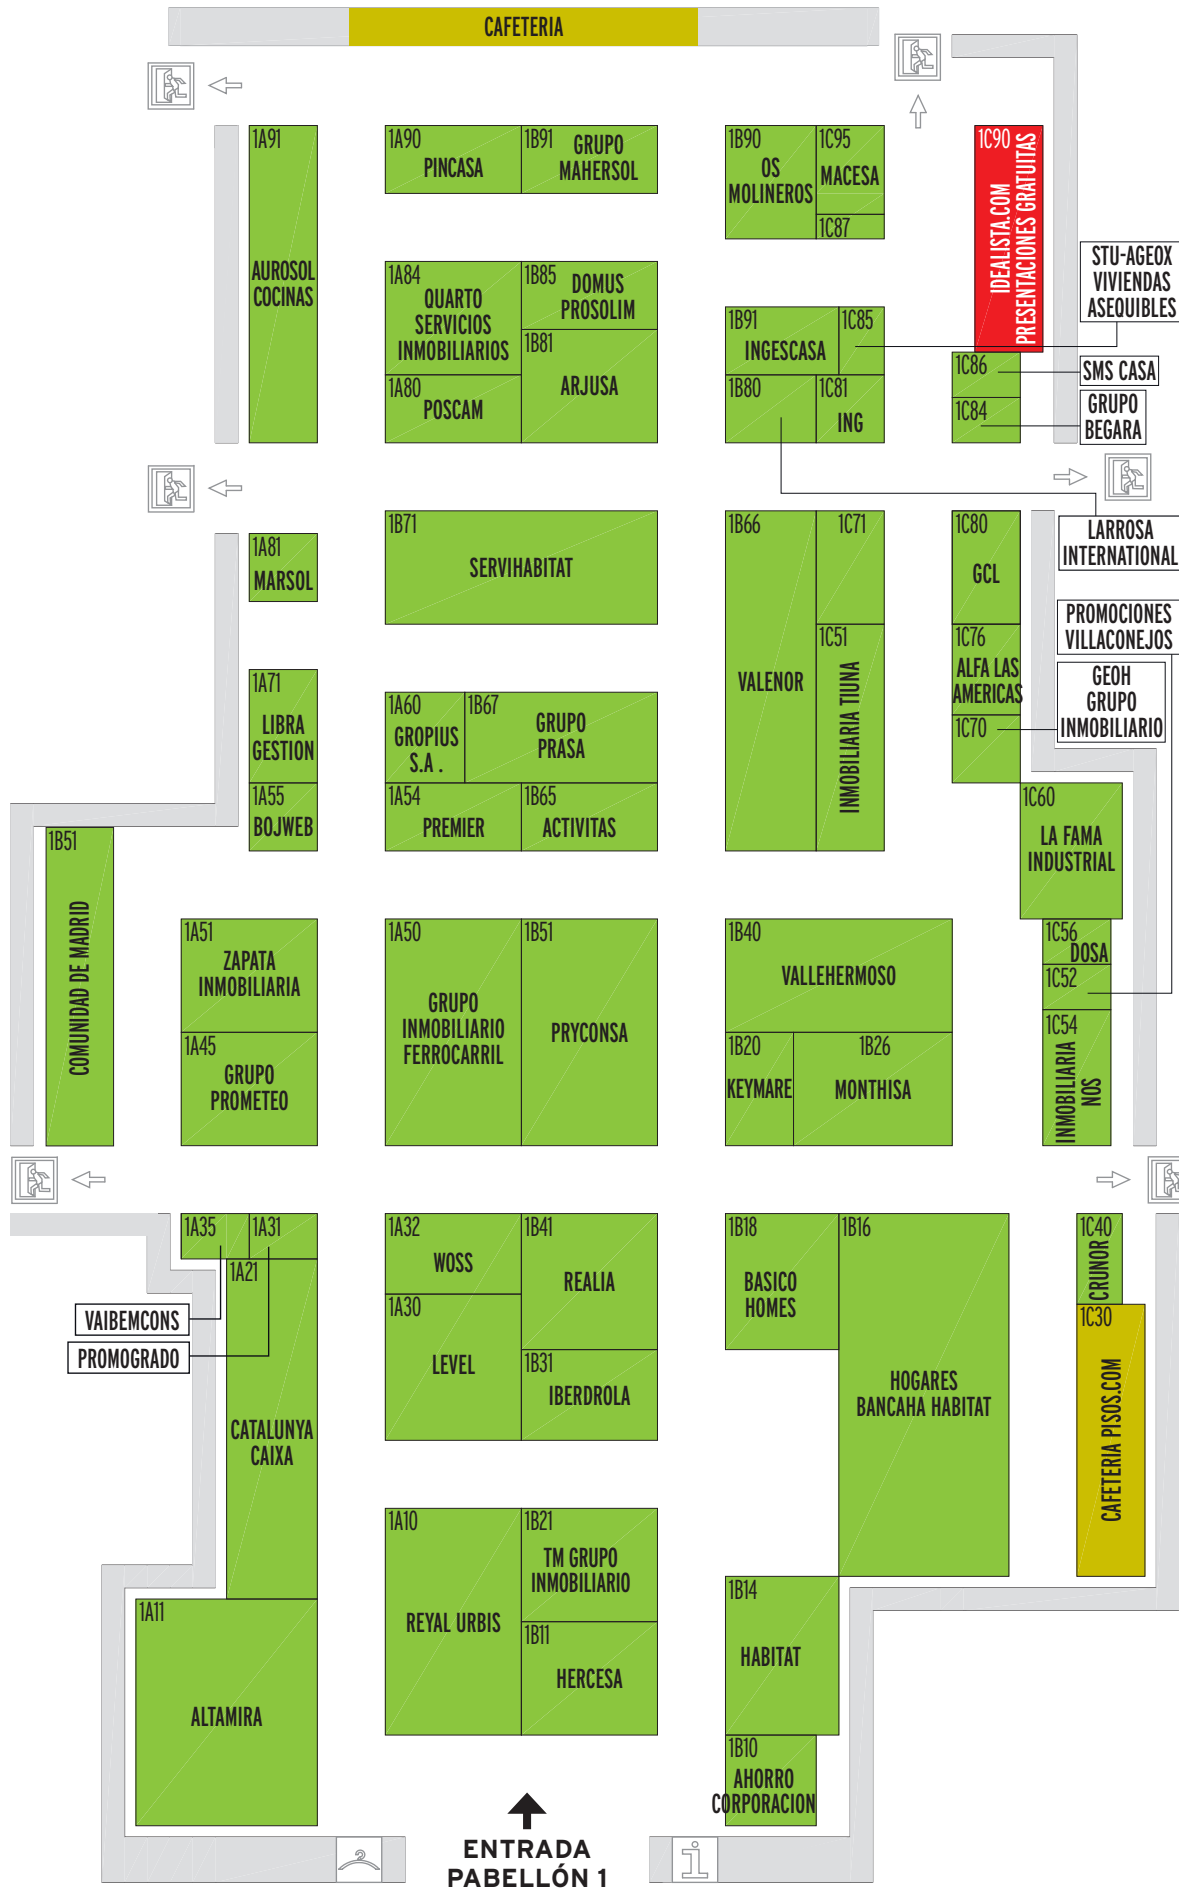 CAFETERIA
1A91
AUROSOL
COCINAS
1A90
PINCASA
1B91
GRUPO
MAHERSOL
1B90
OS
MOLINEROS
1C95
MACESA
1C87
1C90
IDEALISTA.COM
PRESENTACIONES GRATUITAS
STU-AGEOX
VIVIENDAS
ASEQUIBLES
1A84
QUARTO
SERVICIOS
INMOBILIARIOS
1B85
DOMUS
PROSOLIM
1B81
ARJUSA
1A80
POSCAM
1B91
INGESCASA
1C85
1B80
1C81
ING
1C86
SMS CASA
1C84
GRUPO
BEGARA
LARROSA
INTERNATIONAL
1A81
MARSOL
1B71
SERVIHABITAT
1B66
VALENOR
1C71
1C51
INMOBILIARIA TIUNA
1C80
GCL
1C76
ALFA LAS
AMERICAS
1C70
PROMOCIONES
VILLACONEJOS
GEOH
GRUPO
INMOBILIARIO
1A71
LIBRA
GESTION
1A55
BOJWEB
1A60
GROPIUS
S.A .
1B67
GRUPO
PRASA
1A54
PREMIER
1B65
ACTIVITAS
1C60
LA FAMA
INDUSTRIAL
1B51
COMUNIDAD DE MADRID
1A51
ZAPATA
INMOBILIARIA
1A45
GRUPO
PROMETEO
1A50
GRUPO
INMOBILIARIO
FERROCARRIL
1B51
PRYCONSA
1B40
VALLEHERMOSO
1B20
KEYMARE
1B26
MONTHISA
1C56
DOSA
1C52
1C54
INMOBILIARIA
NOS
1A35
1A31
1A21
CATALUNYA
CAIXA
VAIBEMCONS
PROMOGRADO
1A32
WOSS
1A30
LEVEL
1B41
REALIA
1B31
IBERDROLA
1B18
BASICO
HOMES
1B16
HOGARES
BANCAHA HABITAT
1C40
CRUNOR
1C30
CAFETERIA PISOS.COM
1A10
REYAL URBIS
1B21
TM GRUPO
INMOBILIARIO
1B11
HERCESA
1B14
HABITAT
1A11
ALTAMIRA
1B10
AHORRO
CORPORACION
ENTRADA
PABELLÓN 1
i